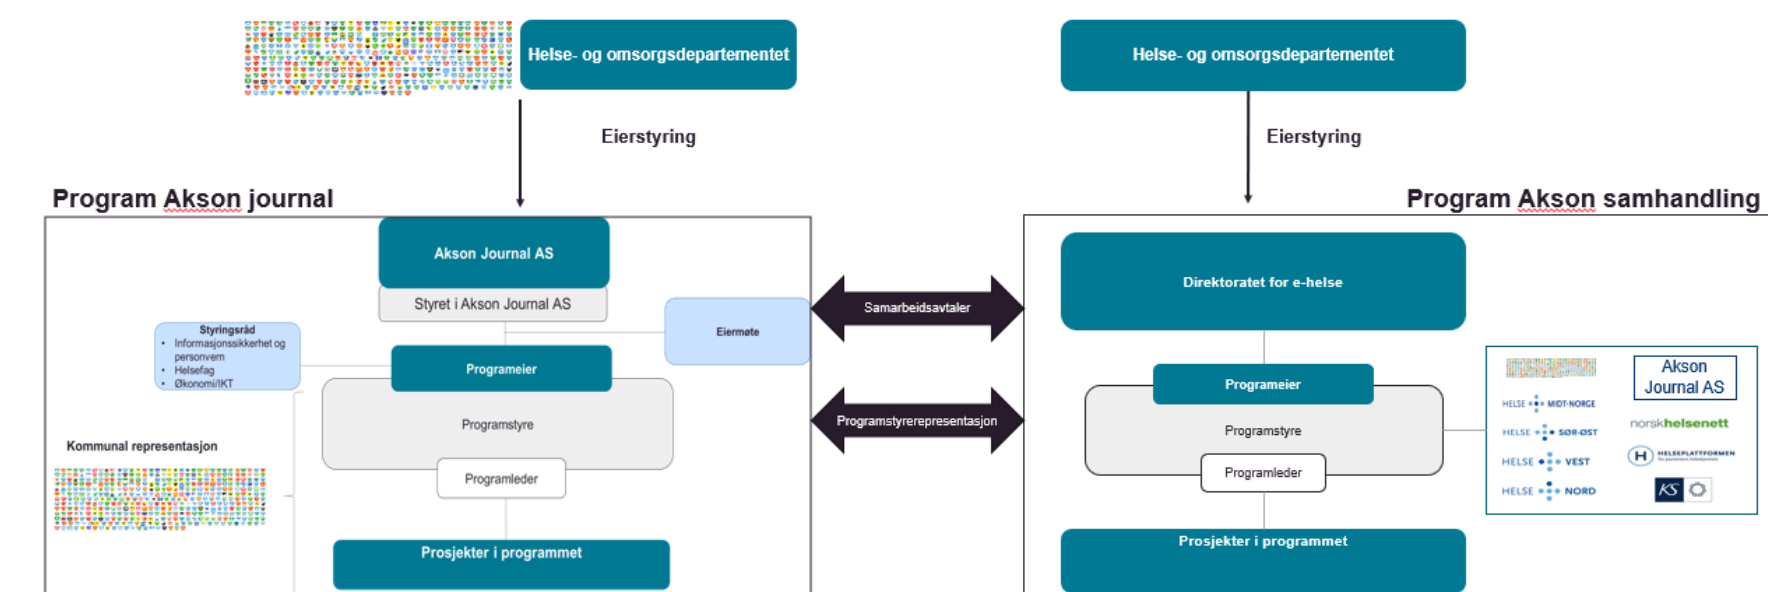 Helse- og omsorgsdepartementet
Eierstyring
Program Akson journal
Akson Journal AS
Styret i Akson Journal AS
Styringsråd
• Informasjonssikkerhet og
personvern
• Helsefag
• Økonomi/IKT
Eiermøte
Programeier
Programstyre
Kommunal representasjon
Programleder
Prosjekter i programmet
Samarbeidsavtaler
Programstyrerepresentasjon
Helse- og omsorgsdepartementet
Eierstyring
Program Akson samhandling
Direktoratet for e-helse
Programeier
Programstyre
Programleder
Prosjekter i programmet
Akson
Journal AS
HELSE MIDT-NORGE
norskhelsenett
HELSE SØR-ØST
HELSE VEST
H HELSEPLATTFORMEN
HELSE NORD
KS